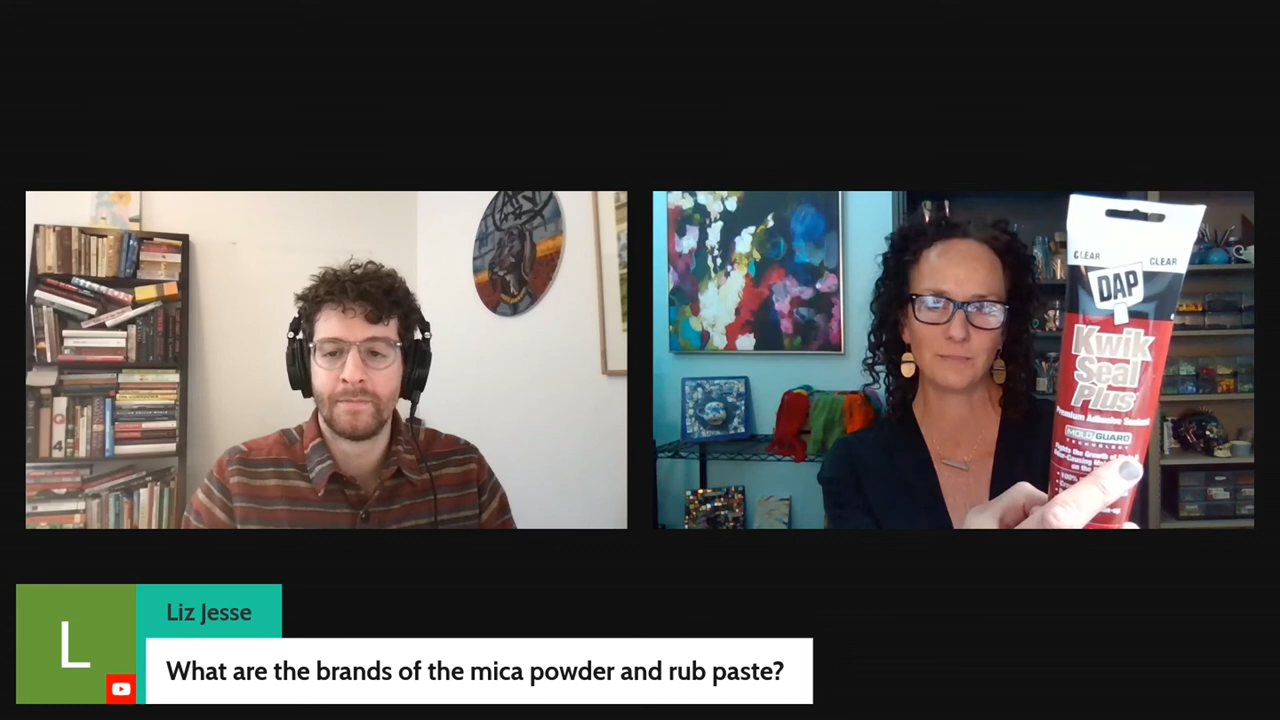 CLEAR
CLEAR
DAP
Kwik
Seal
Plus
Premium Adhesive Sealant
MOLD GUARD
TECHNOLOGY
L
Liz Jesse
What are the brands of the mica powder and rub paste?